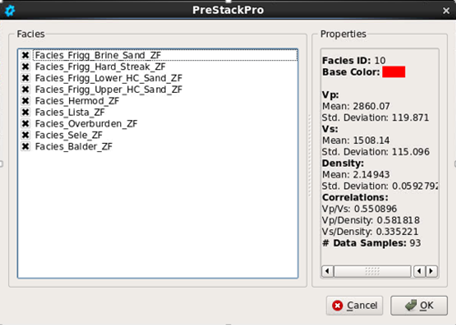 PreStackPro
Facies
Facies_Frigg_Brine_Sand_ZF
Facies_Frigg_Hard_Streak_ZF
Facies_Frigg_Lower_HC_Sand_ZF
Facies_Frigg_Upper_HC_Sand_ZF
Facies_Hermod_ZF
Facies_Lista_ZF
Facies_Overburden_ZF
Facies_Sele_ZF
Facies_Balder_ZF
Properties
Facies ID: 10
Base Color:
Vp:
Mean: 2860.07
Std. Deviation: 119.871
Vs:
Mean: 1508.14
Std. Deviation: 115.096
Density:
Mean: 2.14943
Std. Deviation: 0.0592792
Correlations:
Vp/Vs: 0.550896
Vp/Density: 0.581818
Vs/Density: 0.335221
# Data Samples: 93
Cancel
OK